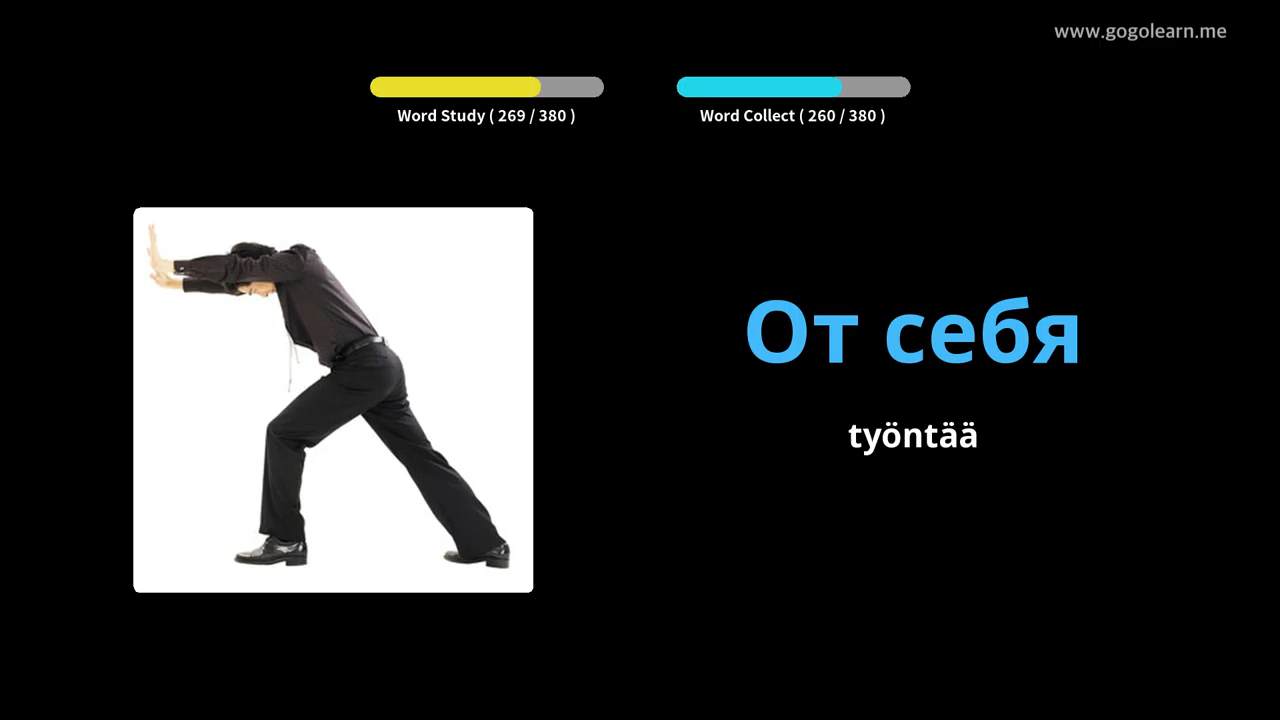 www.gogolearn.me
Word Study ( 269 / 380 )
Word Collect ( 260 / 380 )
От себя
työntää